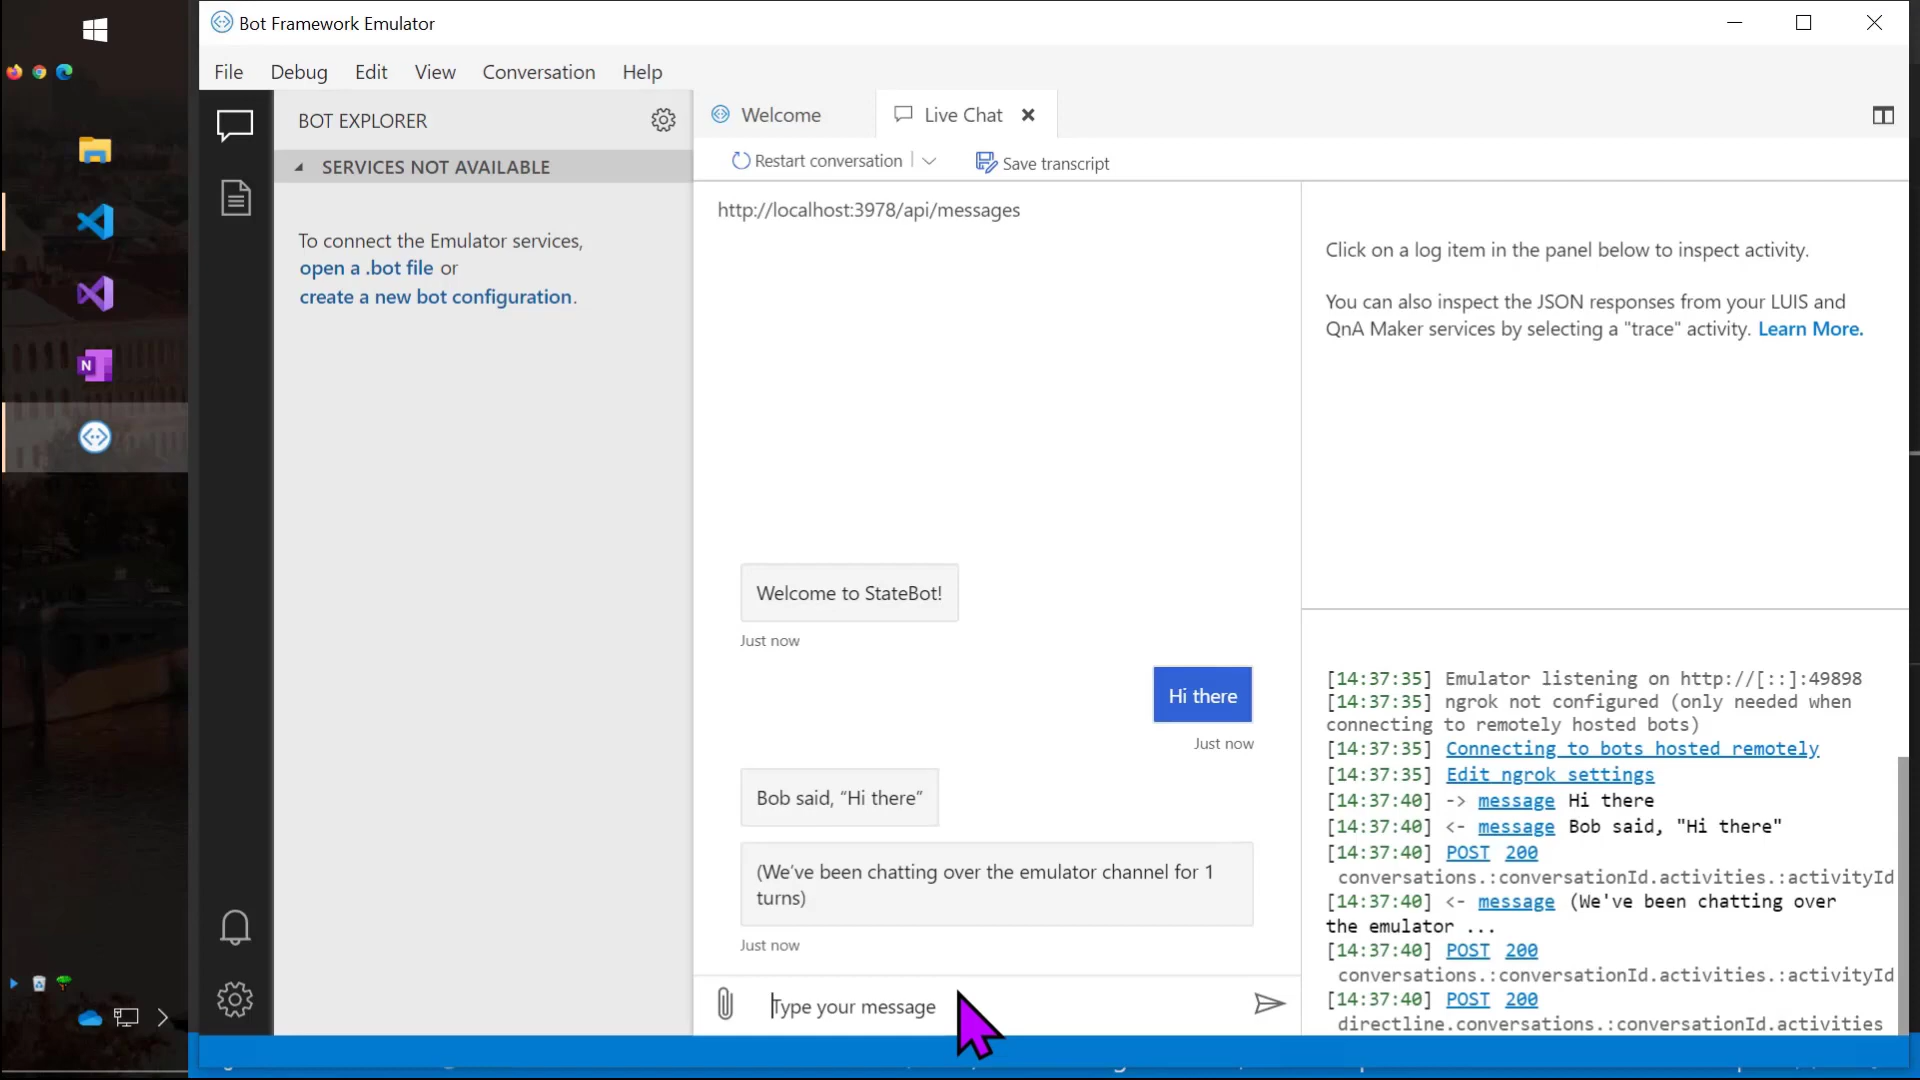 Bot Framework Emulator
File Debug Edit View Conversation Help
BOT EXPLORER
Welcome
Live Chat
SERVICES NOT AVAILABLE
Restart conversation
Save transcript
To connect the Emulator services,
open a .bot file or
create a new bot configuration.
http://localhost:3978/api/messages
Welcome to StateBot!
Just now
Hi there
Just now
Bob said, “Hi there”
(We’ve been chatting over the emulator channel for 1
turns)
Just now
Type your message
Click on a log item in the panel below to inspect activity.
You can also inspect the JSON responses from your LUIS and
QnA Maker services by selecting a "trace" activity. Learn More.
[14:37:35] Emulator listening on http://[::]:49898
[14:37:35] ngrok not configured (only needed when
connecting to remotely hosted bots)
[14:37:35] Connecting to bots hosted remotely
[14:37:35] Edit ngrok settings
[14:37:40] -> message Hi there
[14:37:40] <- message Bob said, "Hi there"
[14:37:40] POST 200
conversations.:conversationId.activities.:activityId
[14:37:40] <- message (We've been chatting over
the emulator ...
[14:37:40] POST 200
conversations.:conversationId.activities.:activityId
[14:37:40] POST 200
directline.conversations.:conversationId.activities
N